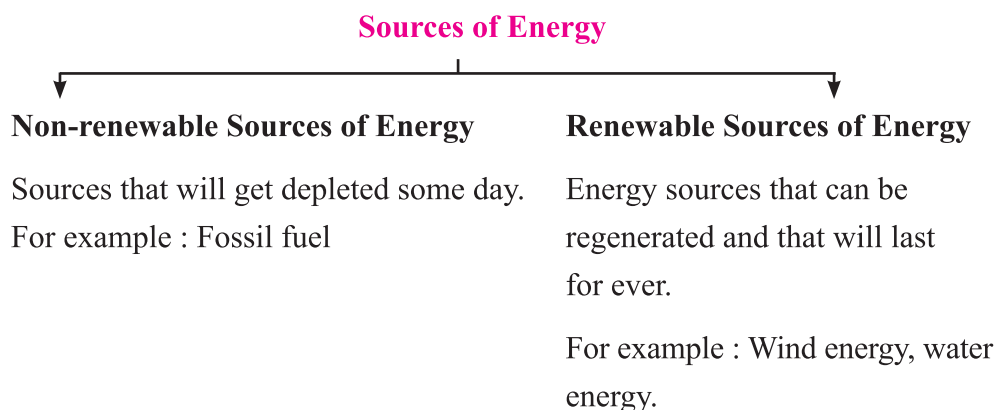 Sources of Energy
Non-renewable Sources of Energy
Sources that will get depleted some day.
For example : Fossil fuel
Renewable Sources of Energy
Energy sources that can be
regenerated and that will last
for ever.
For example : Wind energy, water
energy.